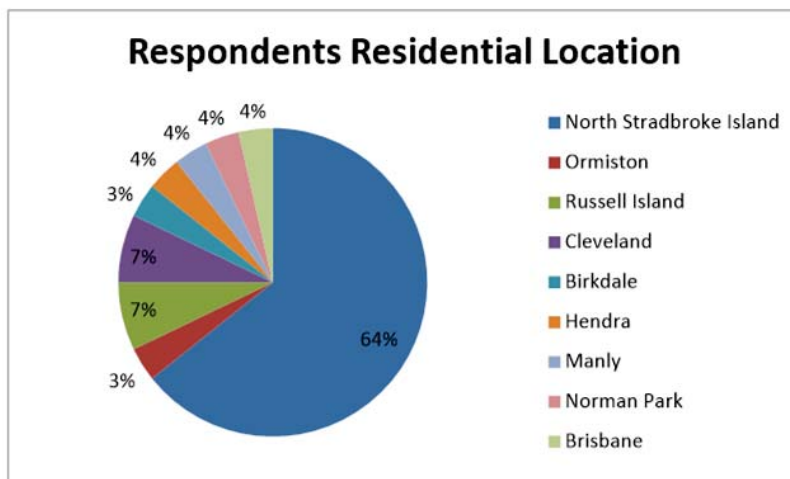 Respondents Residential Location
4%
4%
4%
4%
3%
7%
7%
3%
64%
North Stradbroke Island
Ormiston
Russell Island
Cleveland
Birkdale
Hendra
Manly
Norman Park
Brisbane